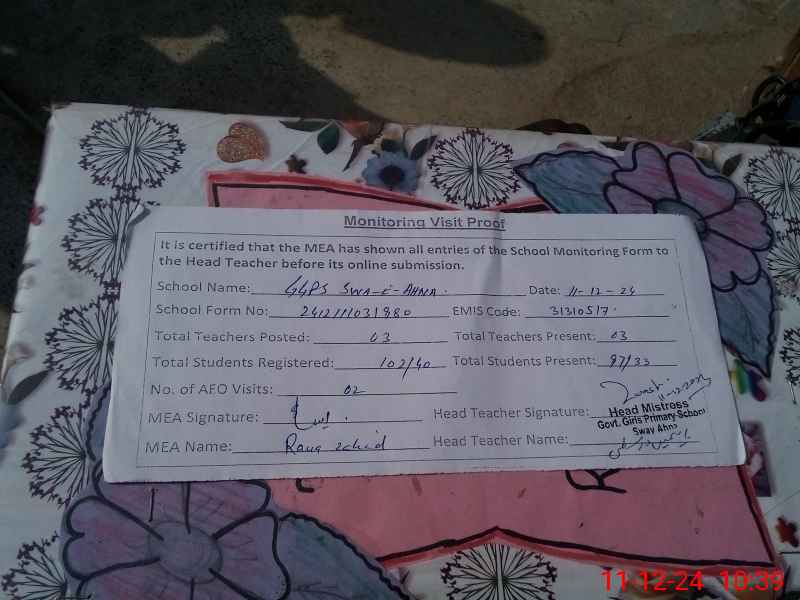 Monitoring Visit Proof
It is certified that the MEA has shown all entries of the School Monitoring Form to
the Head Teacher before its online submission.
School Name: GGPS SWA-E-AHNA. Date: 11-12-24
School Form No: 241211031980 EMIS Code: 31310517.
Total Teachers Posted: 03 Total Teachers Present: 03
Total Students Registered: 102/40 Total Students Present: 97/33
No. of AEO Visits: 02
MEA Signature: Head Teacher Signature:
Head Mistress
Govt. Girls Primary School
Sway Ahna
MEA Name: Head Teacher Name:
11-12-24 10:39